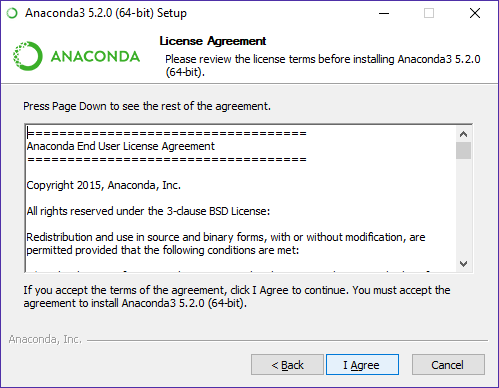 Anaconda3 5.2.0 (64-bit) Setup
ANACONDA
License Agreement
Please review the license terms before installing Anaconda3 5.2.0
(64-bit).
Press Page Down to see the rest of the agreement.
===================================
Anaconda End User License Agreement
===================================
Copyright 2015, Anaconda, Inc.
All rights reserved under the 3-clause BSD License:
Redistribution and use in source and binary forms, with or without modification, are
permitted provided that the following conditions are met:
If you accept the terms of the agreement, click I Agree to continue. You must accept the
agreement to install Anaconda3 5.2.0 (64-bit).
Anaconda, Inc.
< Back
I Agree
Cancel